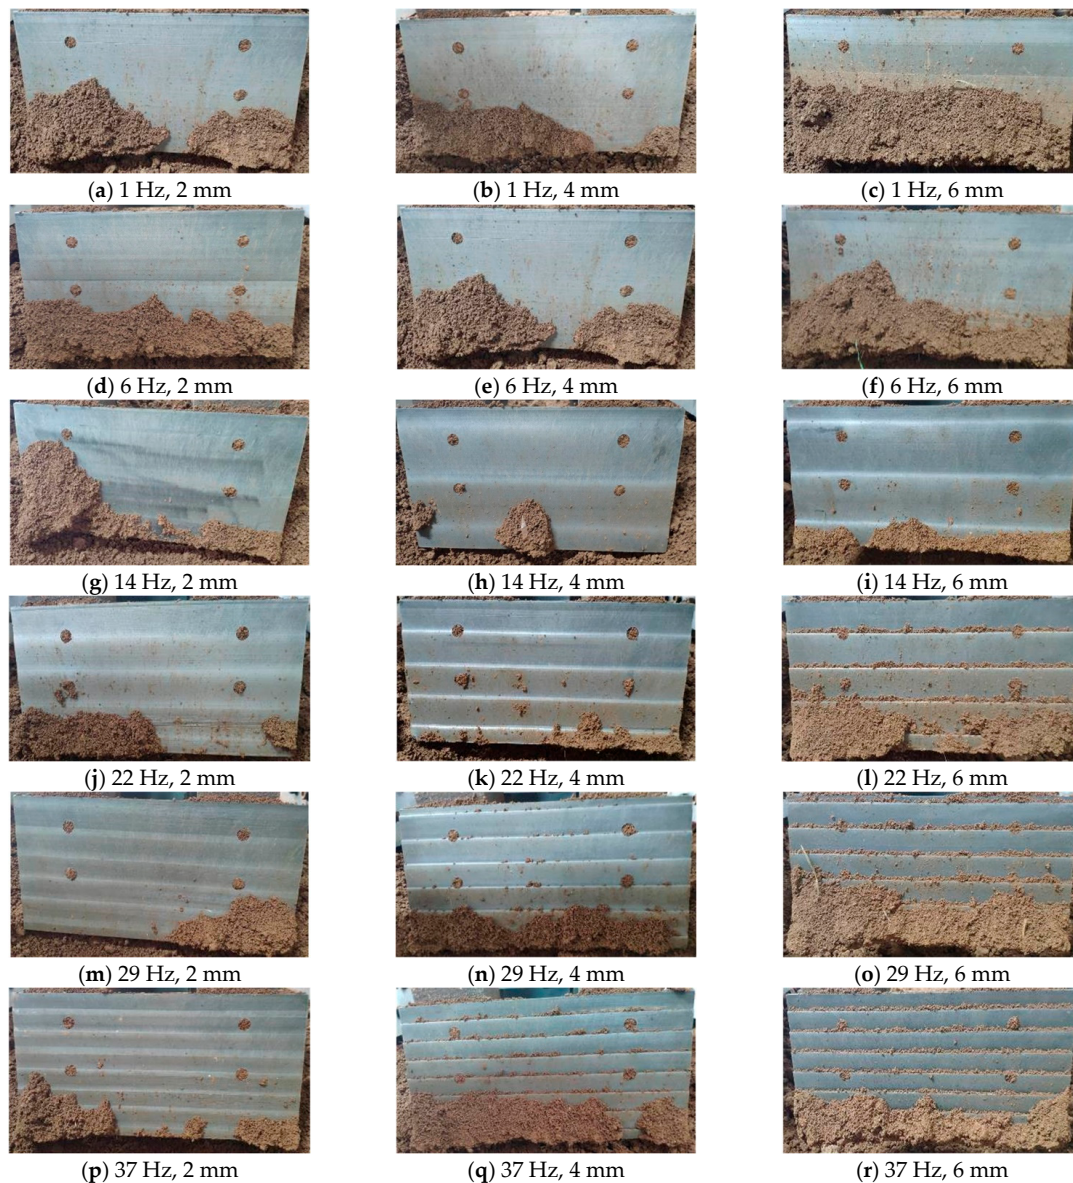 (a) 1 Hz, 2 mm
(b) 1 Hz, 4 mm
(c) 1 Hz, 6 mm
(d) 6 Hz, 2 mm
(e) 6 Hz, 4 mm
(f) 6 Hz, 6 mm
(g) 14 Hz, 2 mm
(h) 14 Hz, 4 mm
(i) 14 Hz, 6 mm
(j) 22 Hz, 2 mm
(k) 22 Hz, 4 mm
(l) 22 Hz, 6 mm
(m) 29 Hz, 2 mm
(n) 29 Hz, 4 mm
(o) 29 Hz, 6 mm
(p) 37 Hz, 2 mm
(q) 37 Hz, 4 mm
(r) 37 Hz, 6 mm